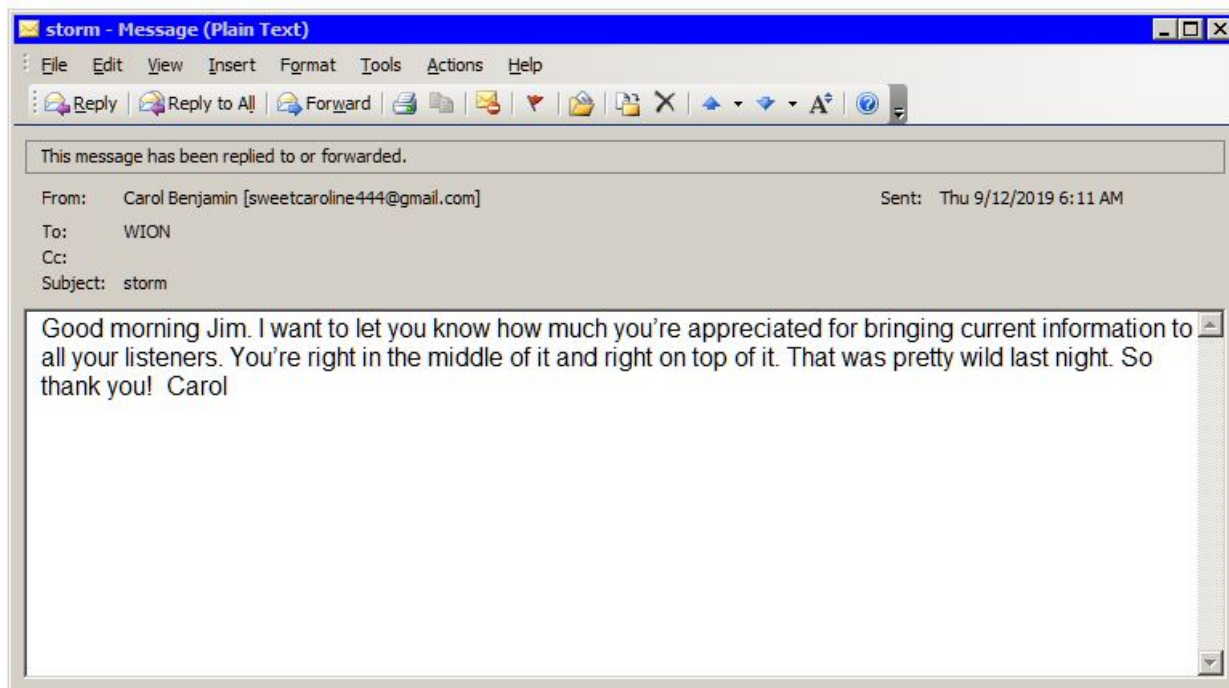 storm - Message (Plain Text)
File Edit View Insert Format Tools Actions Help
Reply Reply to All Forward A
This message has been replied to or forwarded.
From: Carol Benjamin [sweetcaroline444@gmail.com] Sent: Thu 9/12/2019 6:11 AM
To: WION
Cc:
Subject: storm
Good morning Jim. I want to let you know how much you’re appreciated for bringing current information to
all your listeners. You’re right in the middle of it and right on top of it. That was pretty wild last night. So
thank you!  Carol